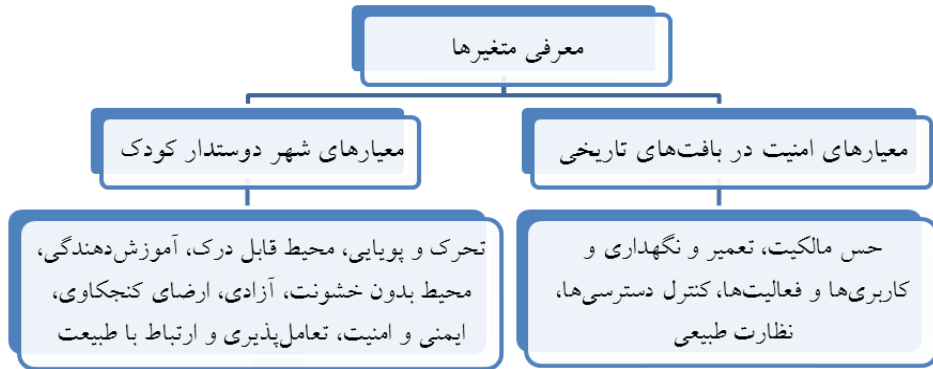 معرفی متغیرها
معیارهای امنیت در بافت‌های تاریخی
معیارهای شهر دوستدار کودک
حس مالکیت، تعمیر و نگهداری و
کاربری‌ها و فعالیت‌ها، کنترل دسترسی‌ها،
نظارت طبیعی
تحرک و پویایی، محیط قابل درک، آموزش‌دهندگی،
محیط بدون خشونت، آزادی، ارضای کنجکاوی،
ایمنی و امنیت، تعامل‌پذیری و ارتباط با طبیعت